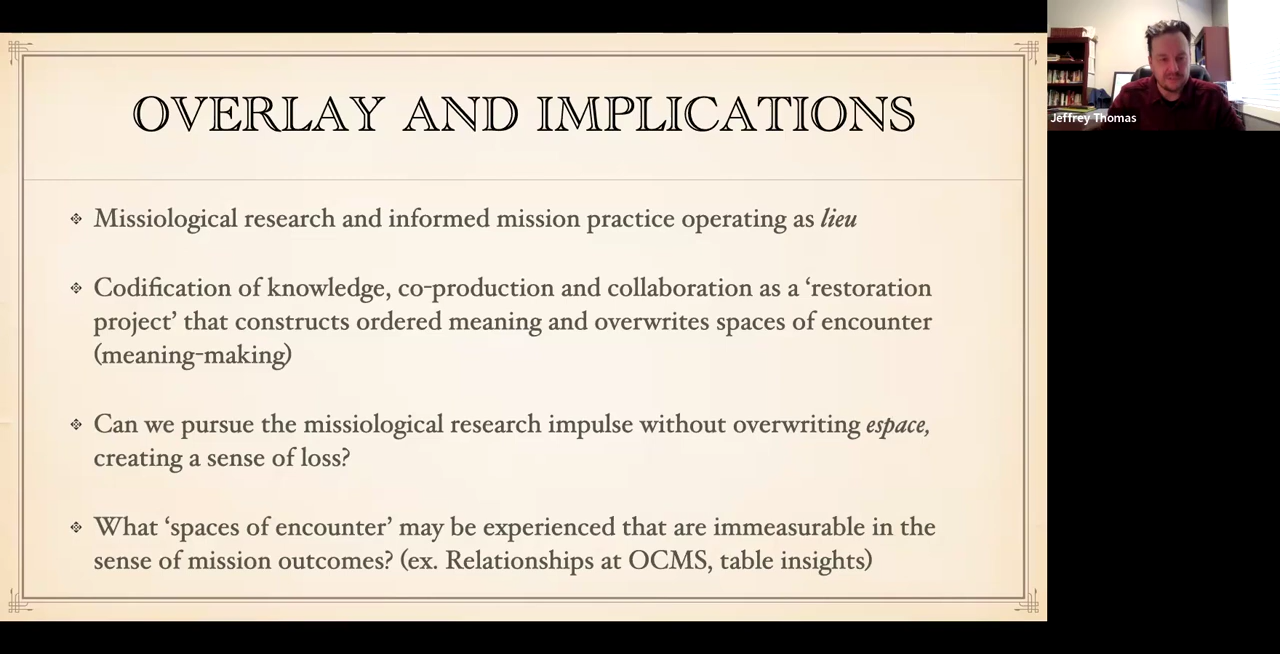 OVERLAY AND IMPLICATIONS
Missiological research and informed mission practice operating as lieu
Codification of knowledge, co-production and collaboration as a ‘restoration
project’ that constructs ordered meaning and overwrites spaces of encounter
(meaning-making)
Can we pursue the missiological research impulse without overwriting espace,
creating a sense of loss?
What ‘spaces of encounter’ may be experienced that are immeasurable in the
sense of mission outcomes? (ex. Relationships at OCMS, table insights)
Jeffrey Thomas